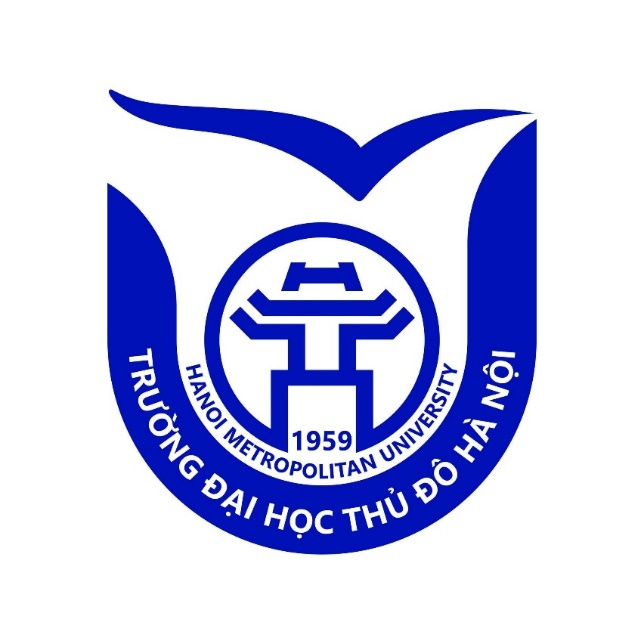 1959
HANOI METROPOLITAN UNIVERSITY
TRƯỜNG ĐẠI HỌC THỦ ĐÔ HÀ NỘI